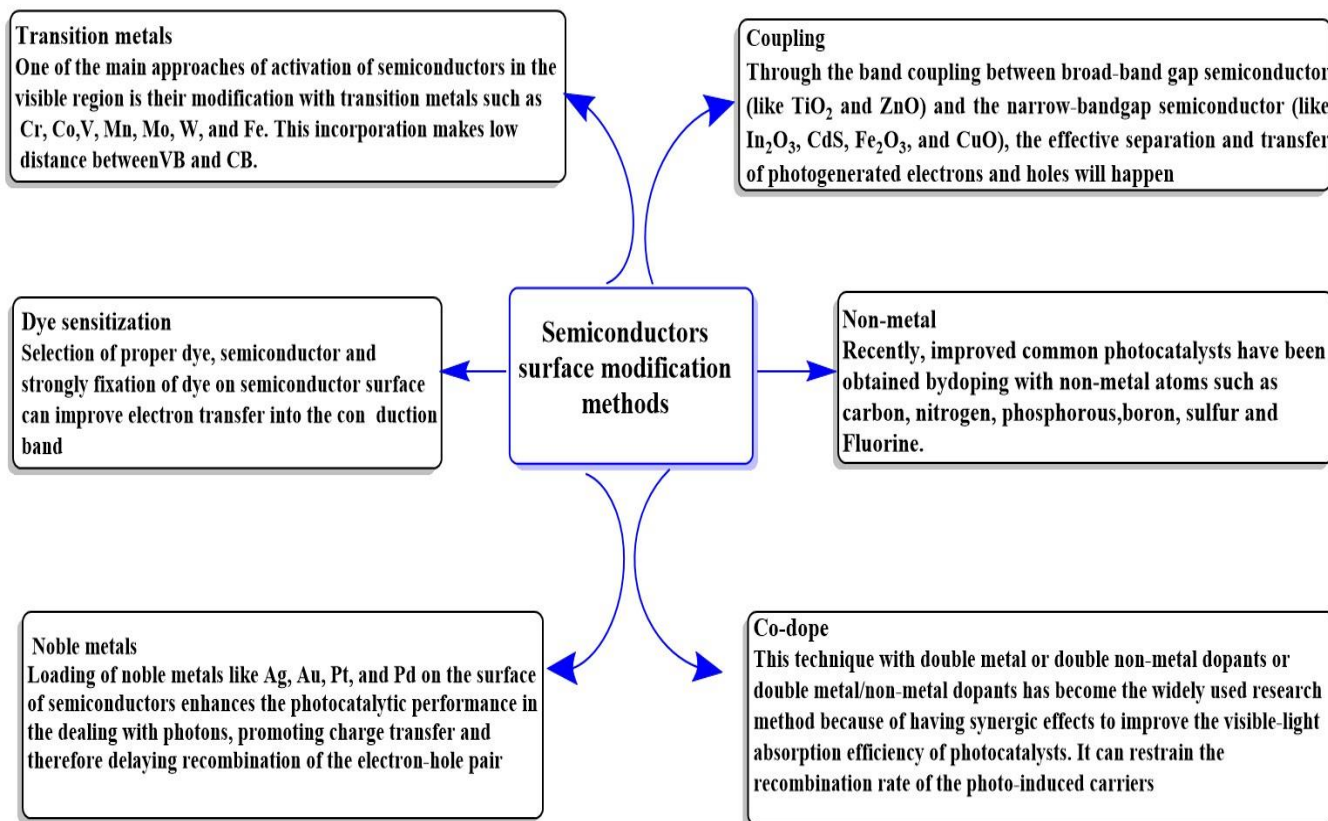 Transition metals
One of the main approaches of activation of semiconductors in the
visible region is their modification with transition metals such as
Cr, Co,V, Mn, Mo, W, and Fe. This incorporation makes low
distance betweenVB and CB.
Coupling
Through the band coupling between broad-band gap semiconductor
(like TiO₂ and ZnO) and the narrow-bandgap semiconductor (like
In₂O₃, CdS, Fe₂O₃, and CuO), the effective separation and transfer
of photogenerated electrons and holes will happen
Dye sensitization
Selection of proper dye, semiconductor and
strongly fixation of dye on semiconductor surface
can improve electron transfer into the con duction
band
Semiconductors
surface modification
methods
Non-metal
Recently, improved common photocatalysts have been
obtained bydoping with non-metal atoms such as
carbon, nitrogen, phosphorous,boron, sulfur and
Fluorine.
Noble metals
Loading of noble metals like Ag, Au, Pt, and Pd on the surface
of semiconductors enhances the photocatalytic performance in
the dealing with photons, promoting charge transfer and
therefore delaying recombination of the electron-hole pair
Co-dope
This technique with double metal or double non-metal dopants or
double metal/non-metal dopants has become the widely used research
method because of having synergic effects to improve the visible-light
absorption efficiency of photocatalysts. It can restrain the
recombination rate of the photo-induced carriers